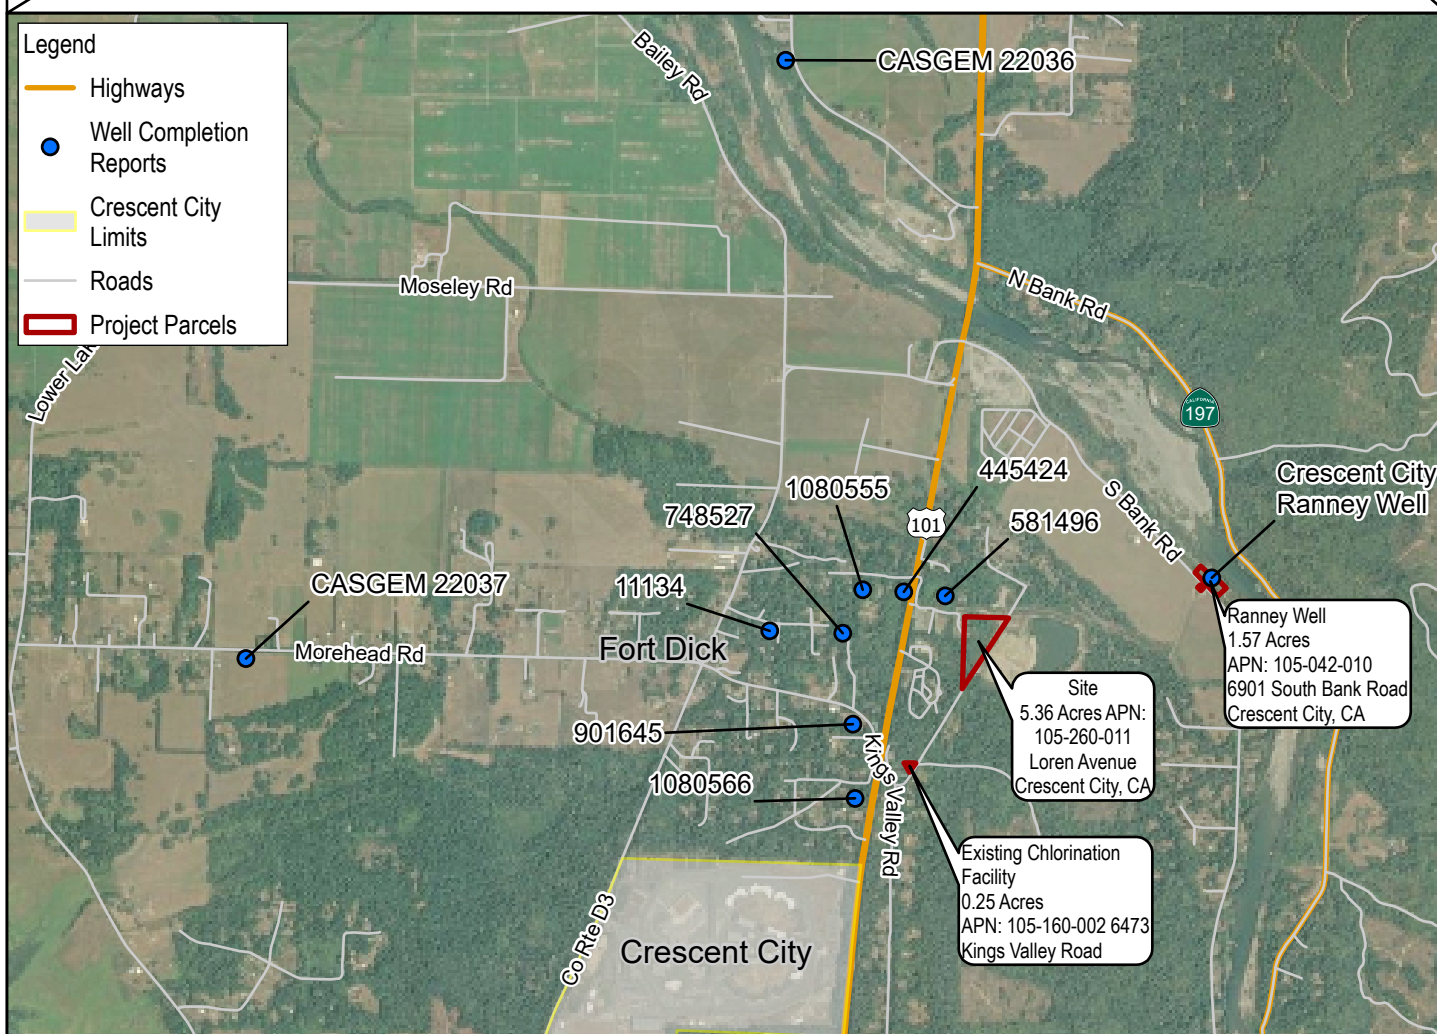 Legend
Highways
Well Completion
Reports
Crescent City
Limits
Roads
Project Parcels
Bailey Rd
CASGEM 22036
Moseley Rd
N Bank Rd
CALIFORNIA
197
445424
1080555
Crescent City
Ranney Well
748527
101
581496
S Bank Rd
CASGEM 22037
11134
Fort Dick
Morehead Rd
Ranney Well
1.57 Acres
APN: 105-042-010
6901 South Bank Road
Crescent City, CA
Site
5.36 Acres APN:
105-260-011
Loren Avenue
Crescent City, CA
901645
1080566
Kings Valley Rd
Existing Chlorination
Facility
0.25 Acres
APN: 105-160-002 6473
Kings Valley Road
Co Rte D3
Crescent City